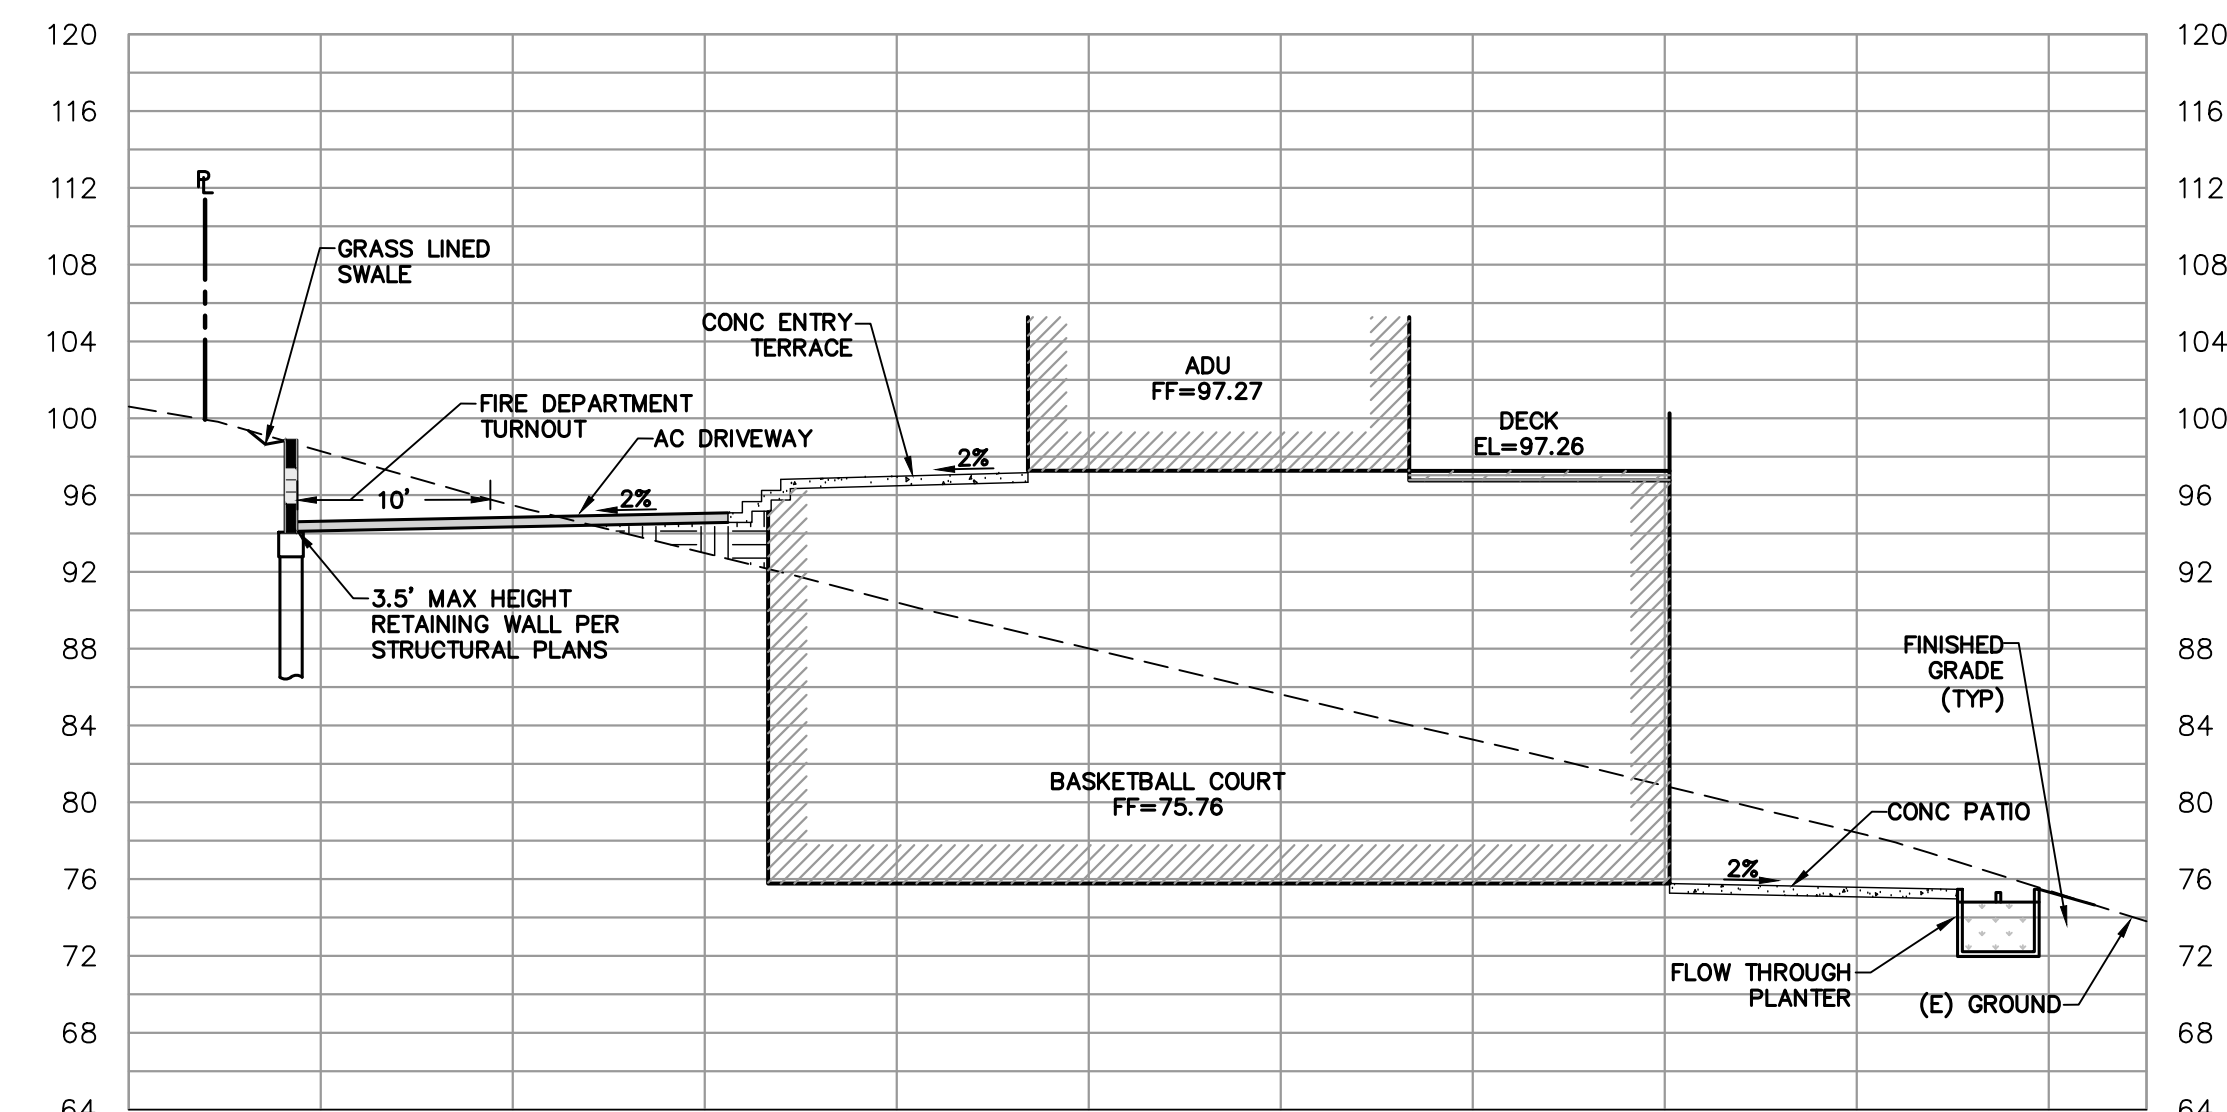 120
120
116
116
PL
112
112
GRASS LINED
SWALE
108
108
CONC ENTRY
TERRACE
104
104
ADU
FF=97.27
FIRE DEPARTMENT
TURNOUT
DECK
EL=97.26
100
100
AC DRIVEWAY
2%
96
10'
2%
96
92
92
3.5' MAX HEIGHT
RETAINING WALL PER
STRUCTURAL PLANS
88
88
FINISHED
GRADE
(TYP)
84
84
BASKETBALL COURT
FF=75.76
80
80
CONC PATIO
2%
76
76
72
72
FLOW THROUGH
PLANTER
(E) GROUND
68
68
64
64